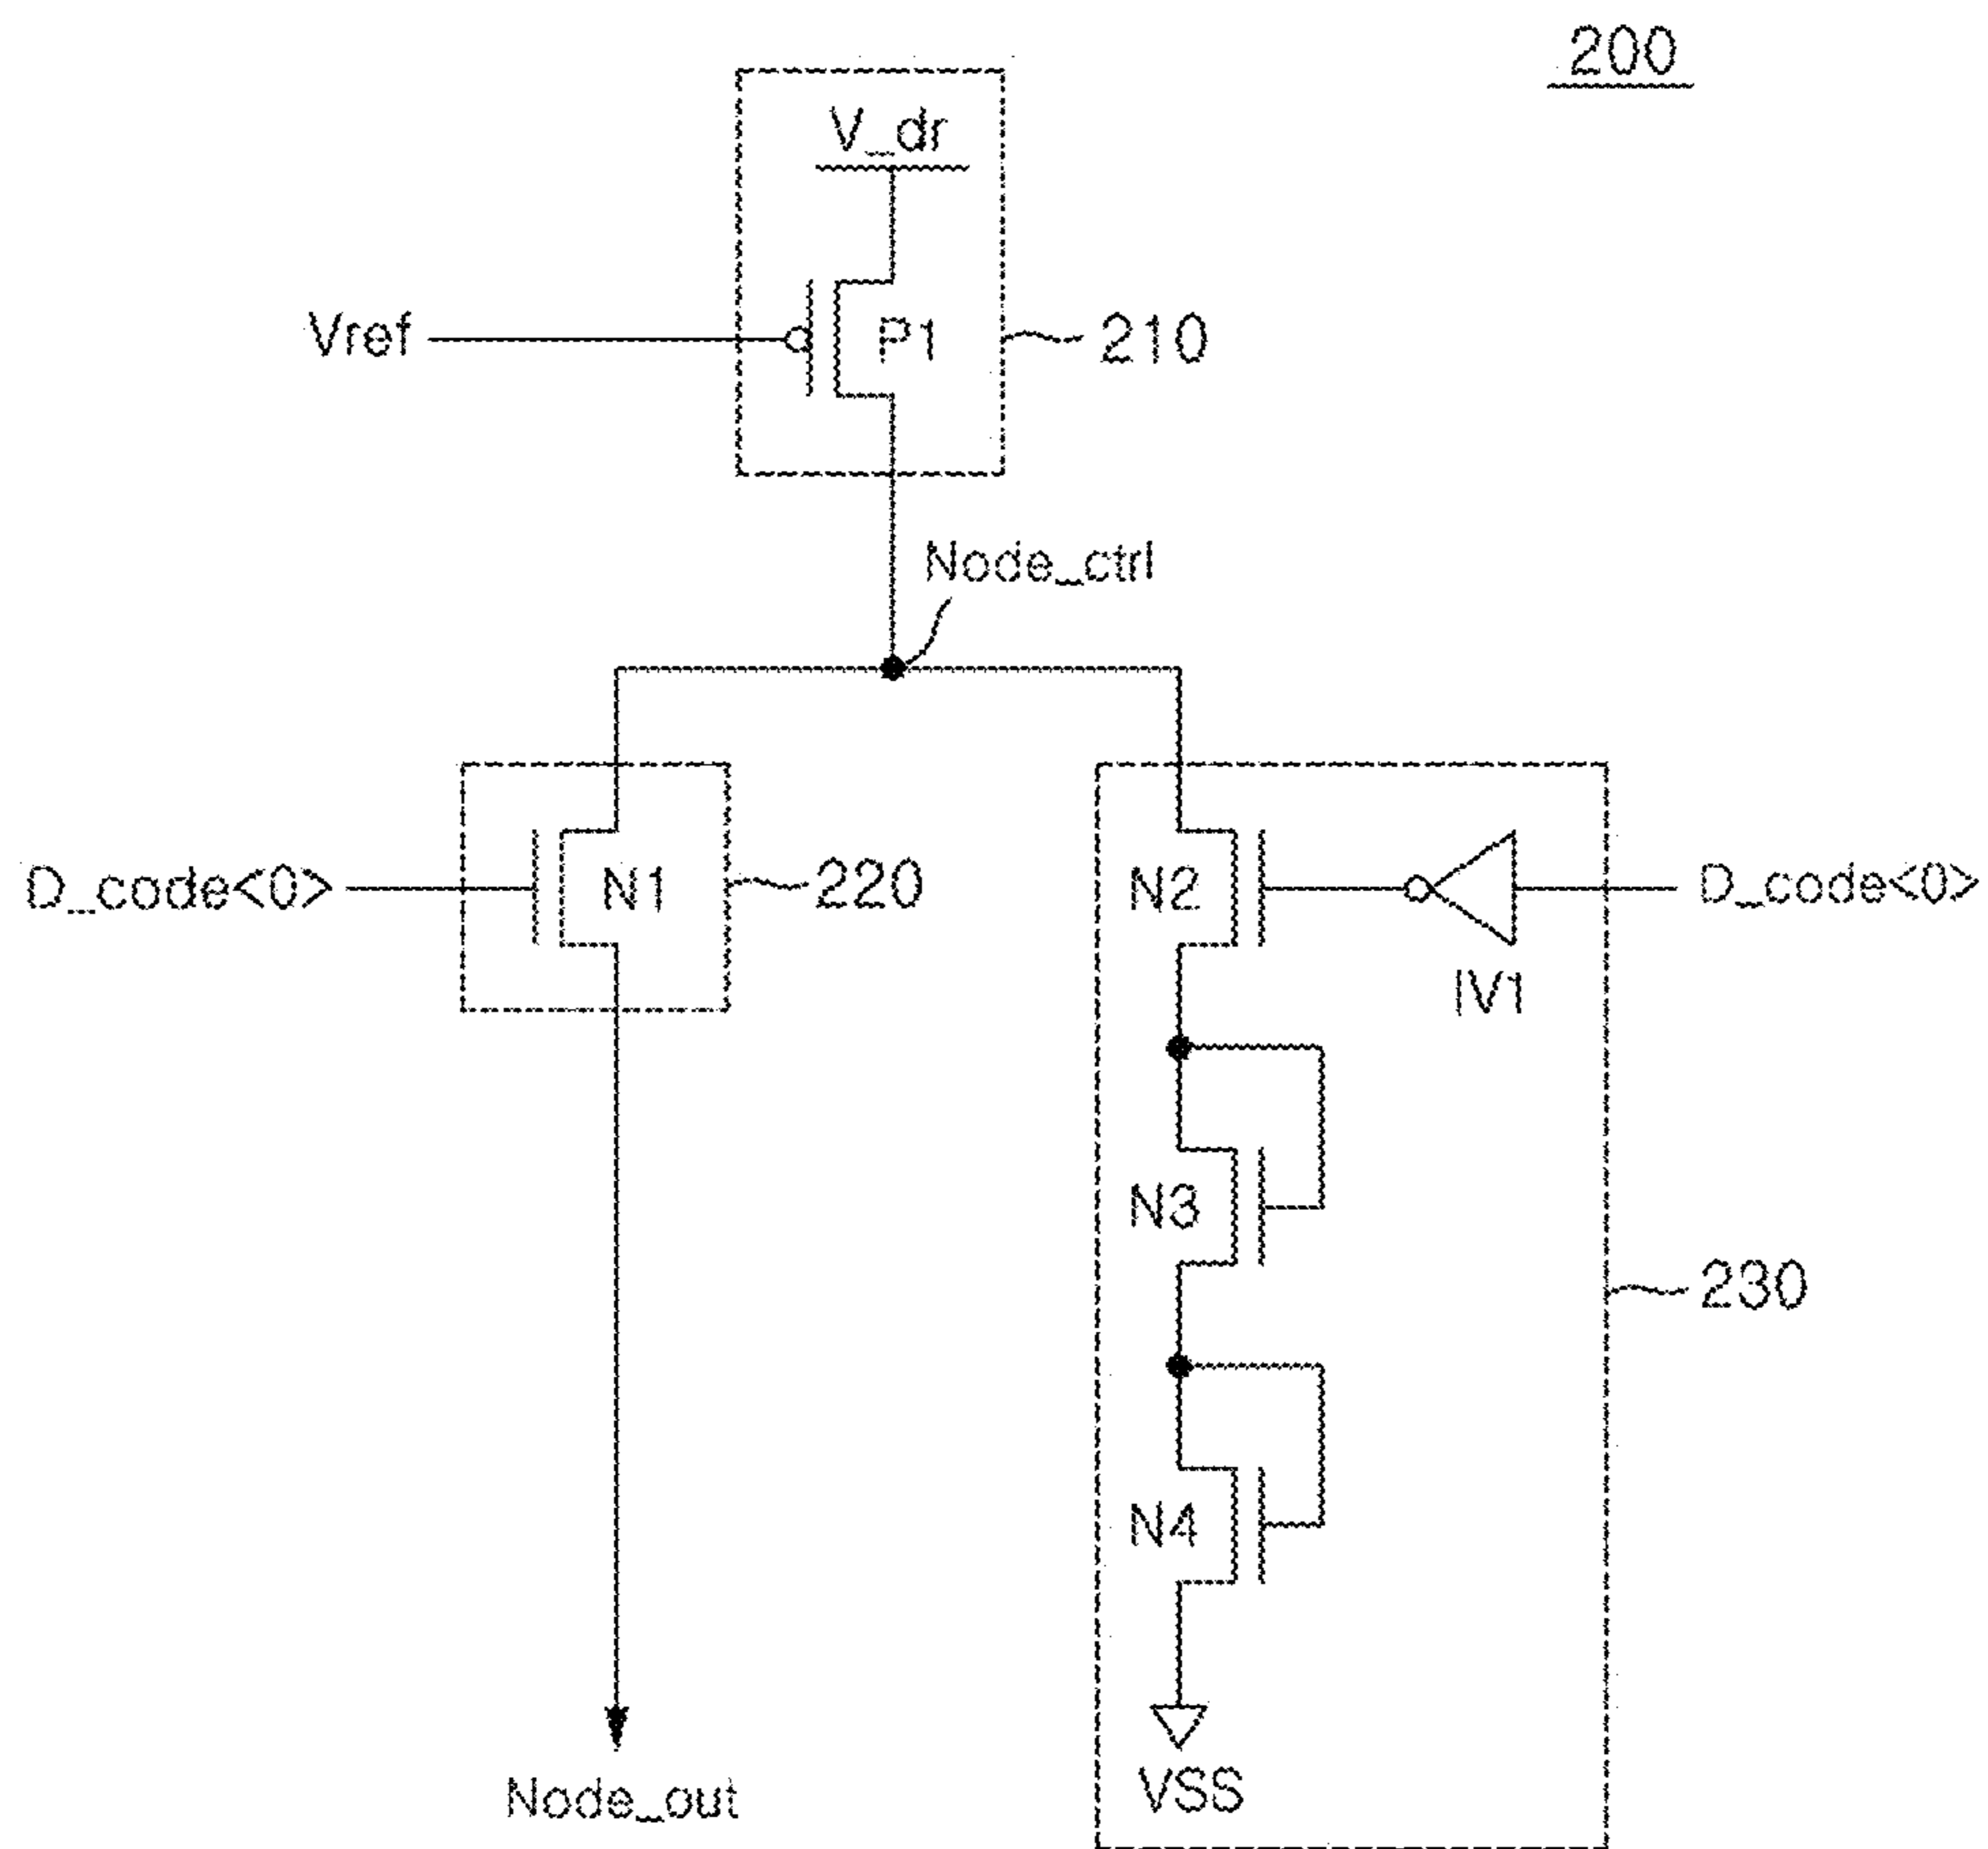 200
V_dr
Vref
P1
210
Node_ctrl
D_code<0>
N1
220
N2
D_code<0>
IV1
N3
230
N4
Node_out
VSS